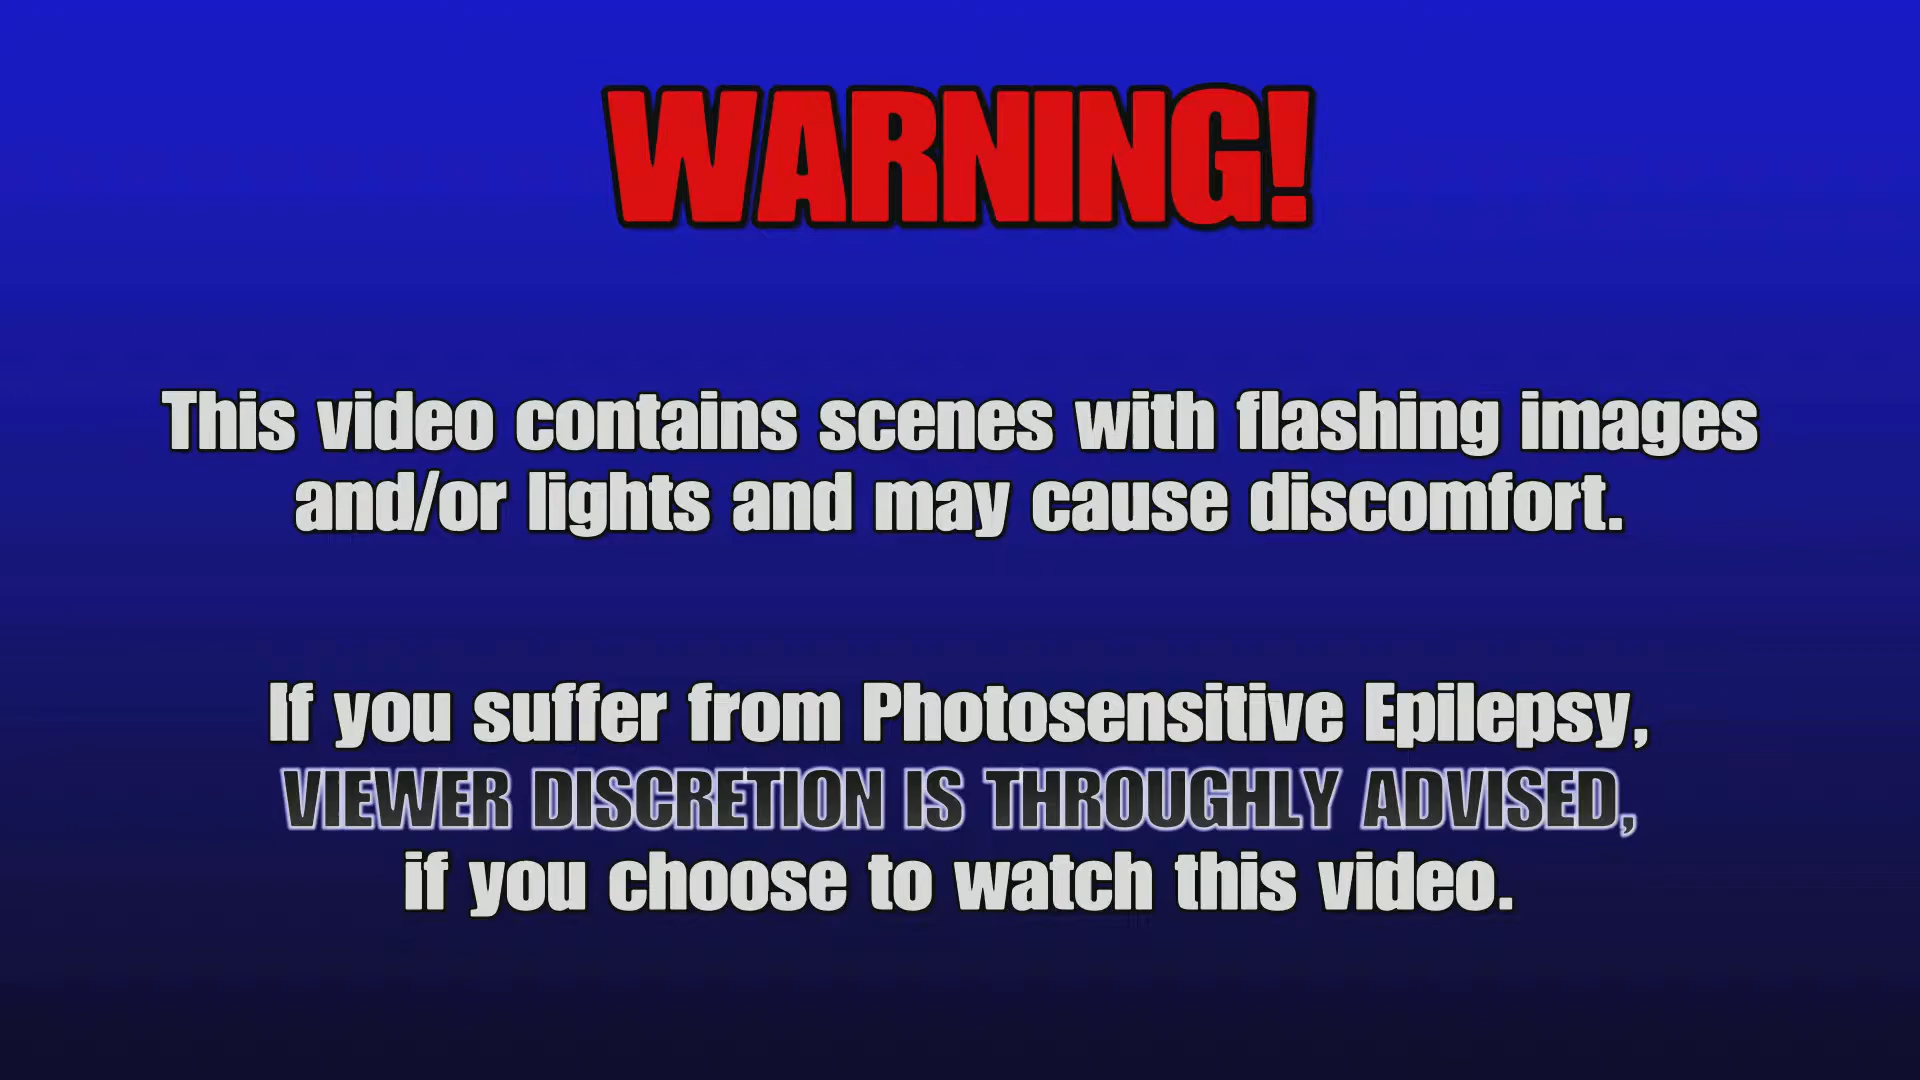 WARNING!
This video contains scenes with flashing images
and/or lights and may cause discomfort.
If you suffer from Photosensitive Epilepsy,
VIEWER DISCRETION IS THROUGHLY ADVISED,
if you choose to watch this video.